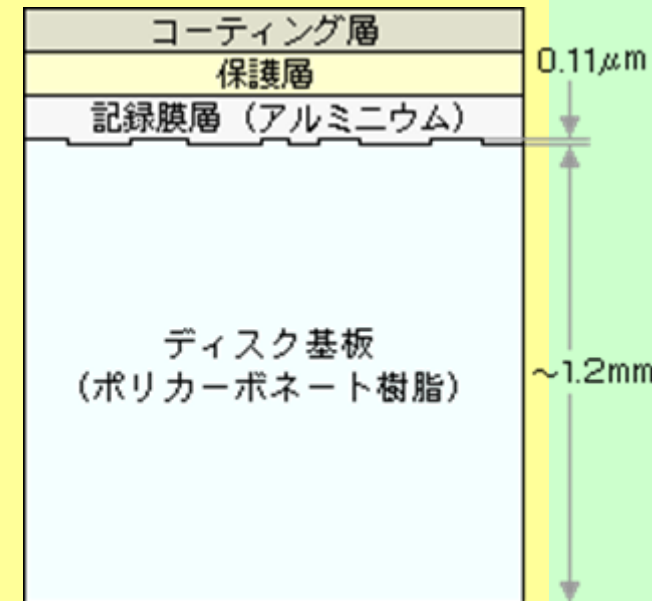 コーティング層
0.11μm
保護層
記録膜層（アルミニウム）
ディスク基板
（ポリカーボネート樹脂）
～1.2mm